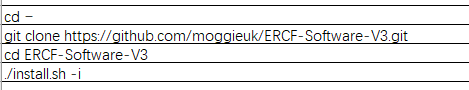 cd –
git clone https://github.com/moggieuk/ERCF-Software-V3.git
cd ERCF-Software-V3
./install.sh -i